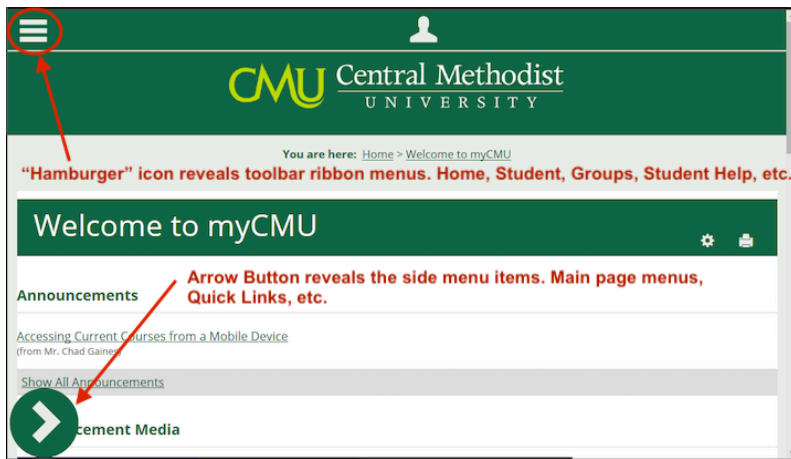 CMU Central Methodist
UNIVERSITY
You are here: Home > Welcome to myCMU
“Hamburger” icon reveals toolbar ribbon menus. Home, Student, Groups, Student Help, etc.
Welcome to myCMU
Arrow Button reveals the side menu items. Main page menus,
Quick Links, etc.
Announcements
Accessing Current Courses from a Mobile Device
(from Mr. Chad Gaines)
Show All Announcements
cement Media